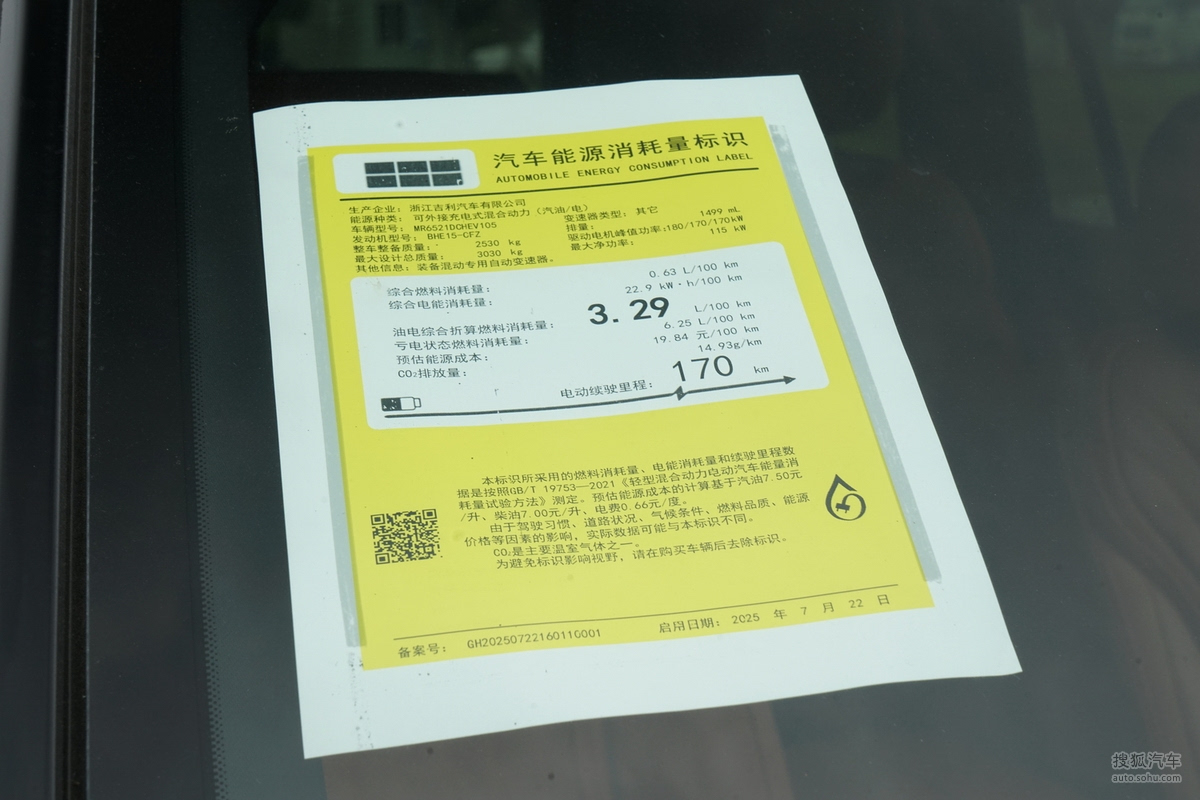 汽车能源消耗量标识
AUTOMOBILE ENERGY CONSUMPTION LABEL
生产企业：浙江吉利汽车有限公司
能源种类：可外接充电式混合动力（汽油/电）
车辆型号：MR6521DCHEV105 变速器类型：其它
发动机型号：BHE15-CFZ 排量： 1499 mL
整车整备质量： 2530 kg 驱动电机峰值功率：180/170/170kW
最大设计总质量： 3030 kg 最大净功率： 115 kW
其他信息：装备混动专用自动变速器。
综合燃料消耗量： 0.63 L/100 km
综合电能消耗量： 22.9 kW·h/100 km
油电综合折算燃料消耗量： 3.29 L/100 km
亏电状态燃料消耗量： 6.25 L/100 km
预估能源成本： 19.84 元/100 km
CO₂排放量： 14.93g/km
电动续驶里程： 170 km
本标识所采用的燃料消耗量、电能消耗量和续驶里程数
据是按照GB/T 19753—2021《轻型混合动力电动汽车能量消
耗量试验方法》测定。预估能源成本的计算基于汽油7.50元
/升、柴油7.00元/升、电费0.66元/度。
由于驾驶习惯、道路状况、气候条件、燃料品质、能源
价格等因素的影响，实际数据可能与本标识不同。
CO₂是主要温室气体之一。
为避免标识影响视野，请在购买车辆后去除标识。
备案号： GH20250722160110001 启用日期： 2025 年 7 月 22 日
搜狐汽车
auto.sohu.com